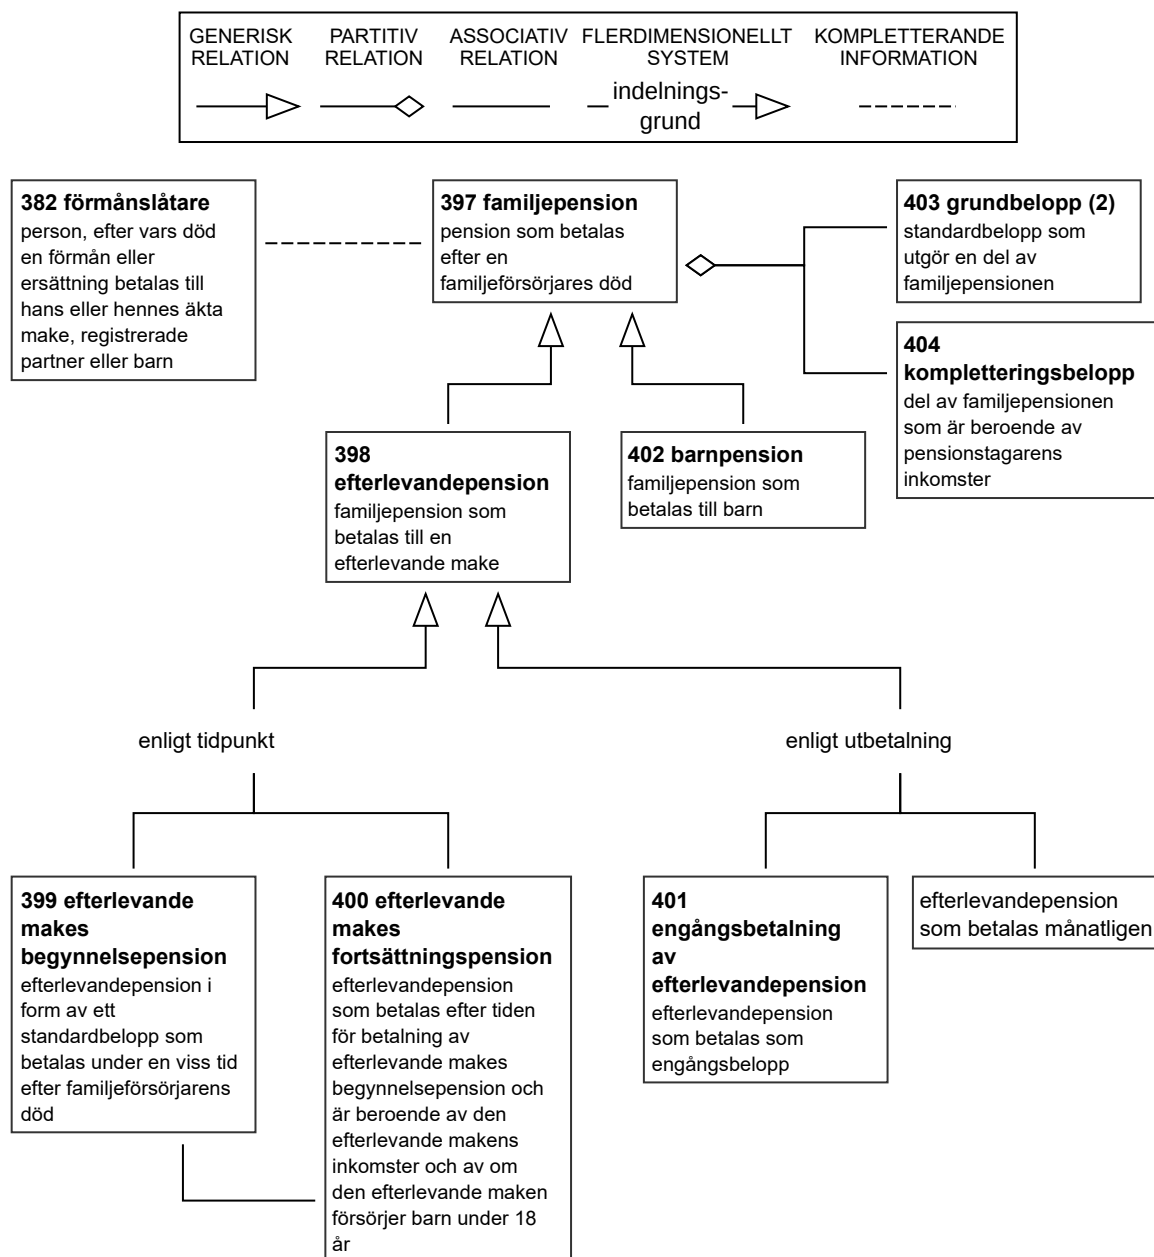 GENERISK
RELATION
PARTITIV
RELATION
ASSOCIATIV
RELATION
FLERDIMENSIONELLT
SYSTEM
KOMPLETTERANDE
INFORMATION
indelnings-
grund
382 förmånslåtare
person, efter vars död
en förmån eller
ersättning betalas till
hans eller hennes äkta
make, registrerade
partner eller barn
397 familjepension
pension som betalas
efter en
familjeförsörjares död
403 grundbelopp (2)
standardbelopp som
utgör en del av
familjepensionen
404
kompletteringsbelopp
del av familjepensionen
som är beroende av
pensionstagarens
inkomster
398
efterlevandepension
familjepension som
betalas till en
efterlevande make
402 barnpension
familjepension som
betalas till barn
enligt tidpunkt
enligt utbetalning
399 efterlevande
makes
begynnelsepension
efterlevandepension i
form av ett
standardbelopp som
betalas under en viss tid
efter familjeförsörjarens
död
400 efterlevande
makes
fortsättningspension
efterlevandepension
som betalas efter tiden
för betalning av
efterlevande makes
begynnelsepension och
är beroende av den
efterlevande makens
inkomster och av om
den efterlevande maken
försörjer barn under 18
år
401
engångsbetalning
av
efterlevandepension
efterlevandepension
som betalas som
engångsbelopp
efterlevandepension
som betalas månatligen